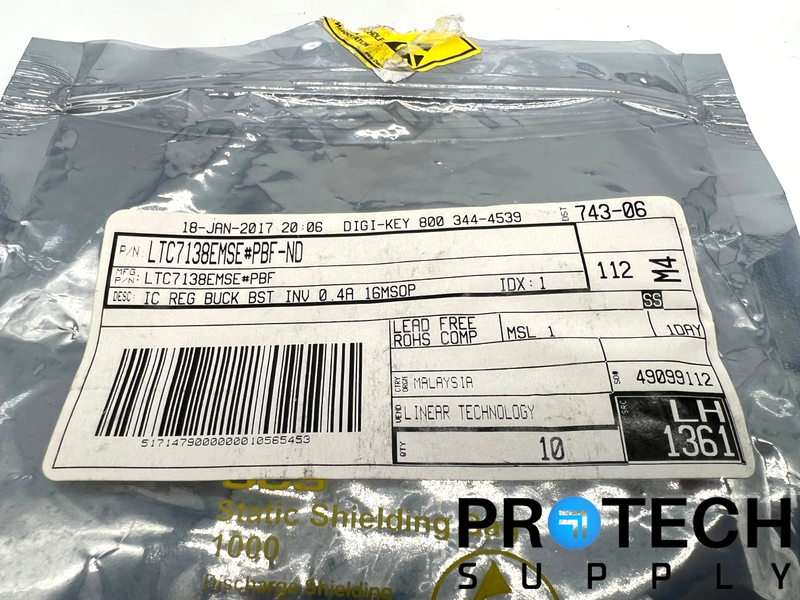 18-JAN-2017 20:06 DIGI-KEY 800 344-4539 DST 743-06
P/N: LTC7138EMSE#PBF-ND
MFG. P/N: LTC7138EMSE#PBF
DESC: IC REG BUCK BST INV 0.4A 16MSOP IDX: 1
112 M4
SS
LEAD FREE
ROHS COMP
MSL 1
1DAY
CTRY ORGN MALAYSIA
SO# 49099112
VEND LINEAR TECHNOLOGY
SRC LH
1361
QTY 10
5171479000000010565453
SCS
Static Shielding
1000
Discharge Shielding
PROTECH
SUPPLY